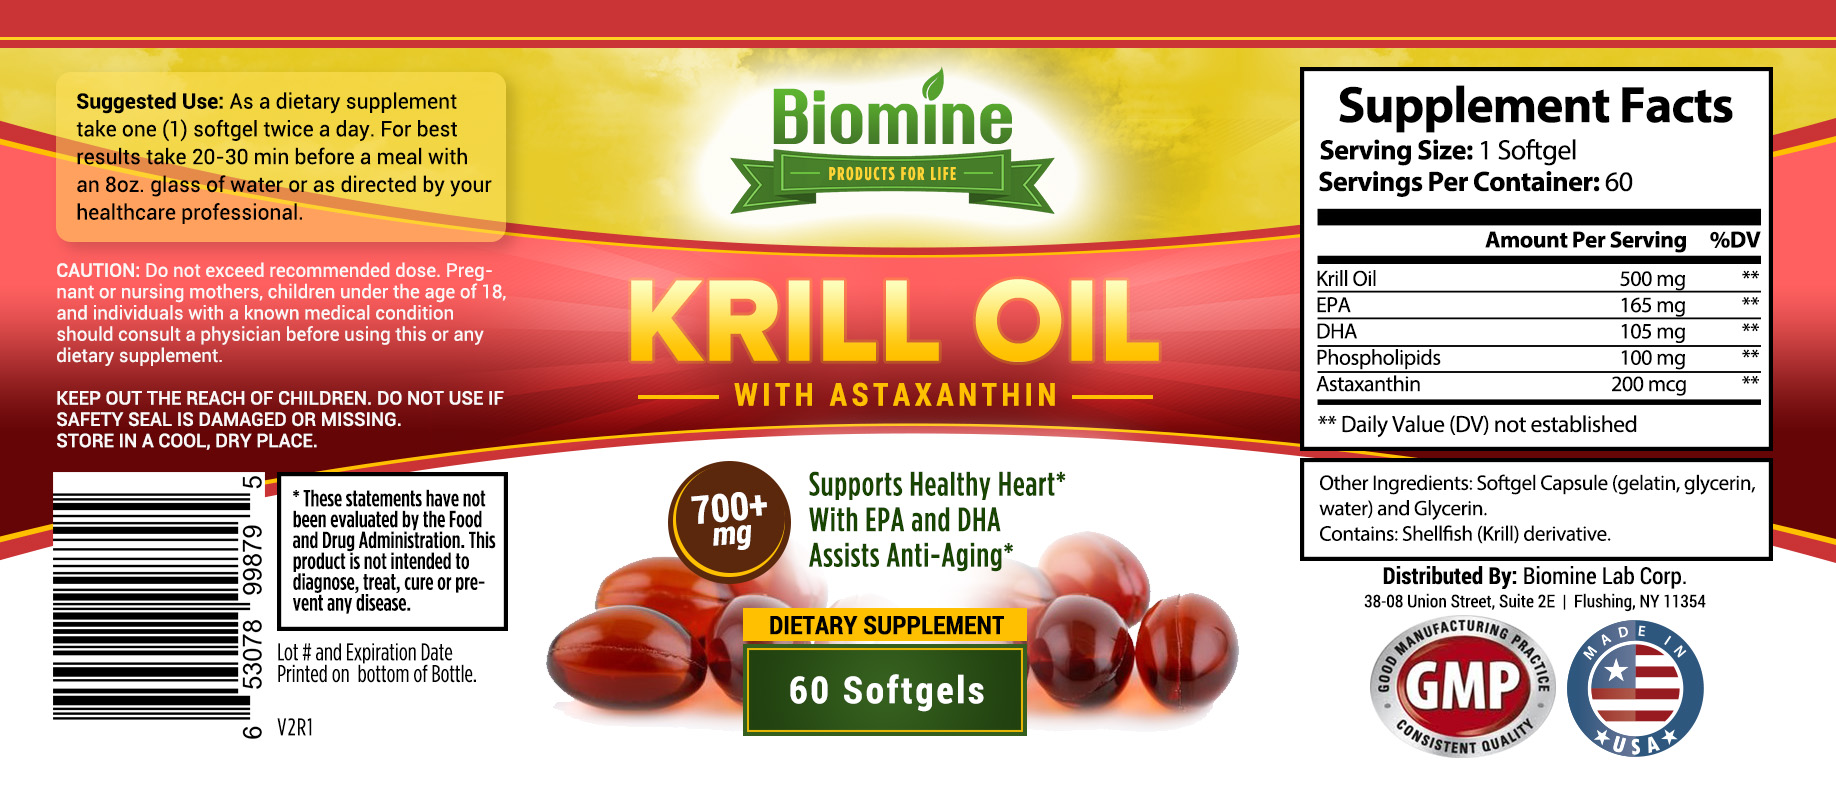 Suggested Use: As a dietary supplement
take one (1) softgel twice a day. For best
results take 20-30 min before a meal with
an 8oz. glass of water or as directed by your
healthcare professional.
CAUTION: Do not exceed recommended dose. Preg-
nant or nursing mothers, children under the age of 18,
and individuals with a known medical condition
should consult a physician before using this or any
dietary supplement.
KEEP OUT THE REACH OF CHILDREN. DO NOT USE IF
SAFETY SEAL IS DAMAGED OR MISSING.
STORE IN A COOL, DRY PLACE.
6 53078 99879 5
* These statements have not
been evaluated by the Food
and Drug Administration. This
product is not intended to
diagnose, treat, cure or pre-
vent any disease.
Lot # and Expiration Date
Printed on bottom of Bottle.
V2R1
Biomine
PRODUCTS FOR LIFE
KRILL OIL
WITH ASTAXANTHIN
700+
mg
Supports Healthy Heart*
With EPA and DHA
Assists Anti-Aging*
DIETARY SUPPLEMENT
60 Softgels
Supplement Facts
Serving Size: 1 Softgel
Servings Per Container: 60
Amount Per Serving %DV
Krill Oil 500 mg **
EPA 165 mg **
DHA 105 mg **
Phospholipids 100 mg **
Astaxanthin 200 mcg **
** Daily Value (DV) not established
Other Ingredients: Softgel Capsule (gelatin, glycerin,
water) and Glycerin.
Contains: Shellfish (Krill) derivative.
Distributed By: Biomine Lab Corp.
38-08 Union Street, Suite 2E | Flushing, NY 11354
GOOD MANUFACTURING PRACTICE
GMP
CONSISTENT QUALITY
MADE IN
USA